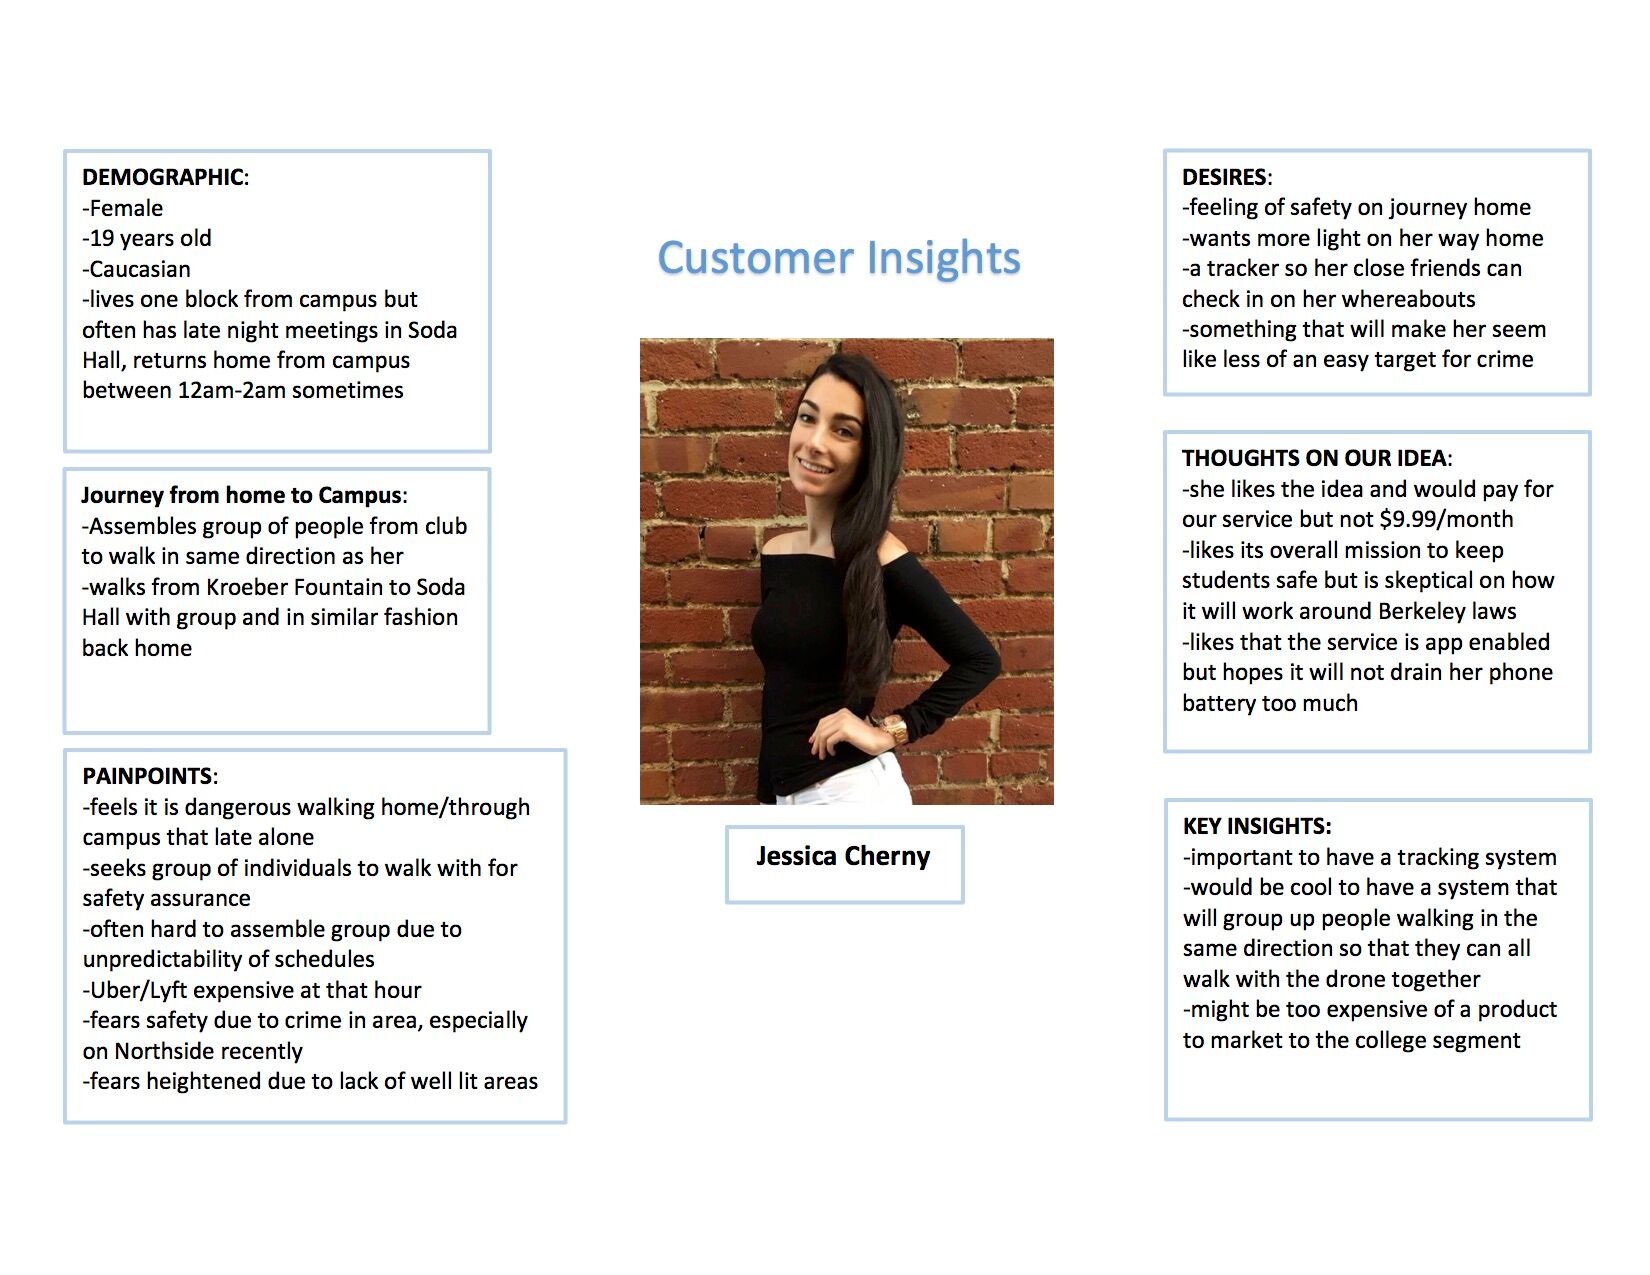 DEMOGRAPHIC:
-Female
-19 years old
-Caucasian
-lives one block from campus but
often has late night meetings in Soda
Hall, returns home from campus
between 12am-2am sometimes
Journey from home to Campus:
-Assembles group of people from club
to walk in same direction as her
-walks from Kroeber Fountain to Soda
Hall with group and in similar fashion
back home
PAINPOINTS:
-feels it is dangerous walking home/through
campus that late alone
-seeks group of individuals to walk with for
safety assurance
-often hard to assemble group due to
unpredictability of schedules
-Uber/Lyft expensive at that hour
-fears safety due to crime in area, especially
on Northside recently
-fears heightened due to lack of well lit areas
Customer Insights
Jessica Cherny
DESIRES:
-feeling of safety on journey home
-wants more light on her way home
-a tracker so her close friends can
check in on her whereabouts
-something that will make her seem
like less of an easy target for crime
THOUGHTS ON OUR IDEA:
-she likes the idea and would pay for
our service but not $9.99/month
-likes its overall mission to keep
students safe but is skeptical on how
it will work around Berkeley laws
-likes that the service is app enabled
but hopes it will not drain her phone
battery too much
KEY INSIGHTS:
-important to have a tracking system
-would be cool to have a system that
will group up people walking in the
same direction so that they can all
walk with the drone together
-might be too expensive of a product
to market to the college segment